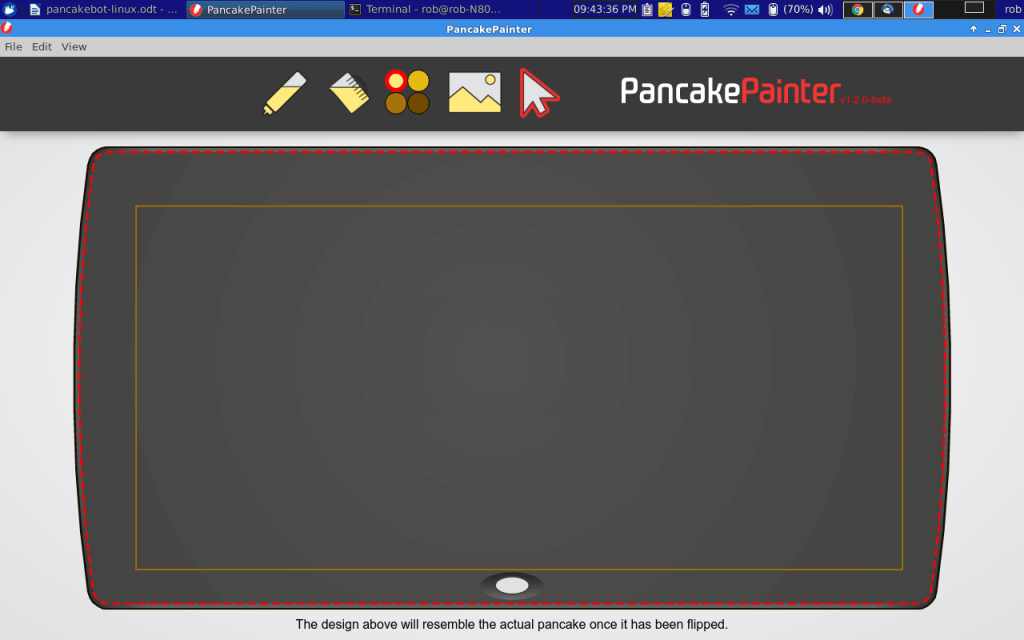 pancakebot-linux.odt - ...
PancakePainter
Terminal - rob@rob-N80...
09:43:36 PM
(70%)
rob
PancakePainter
File Edit View
PancakePainter v1.2.0-beta
The design above will resemble the actual pancake once it has been flipped.